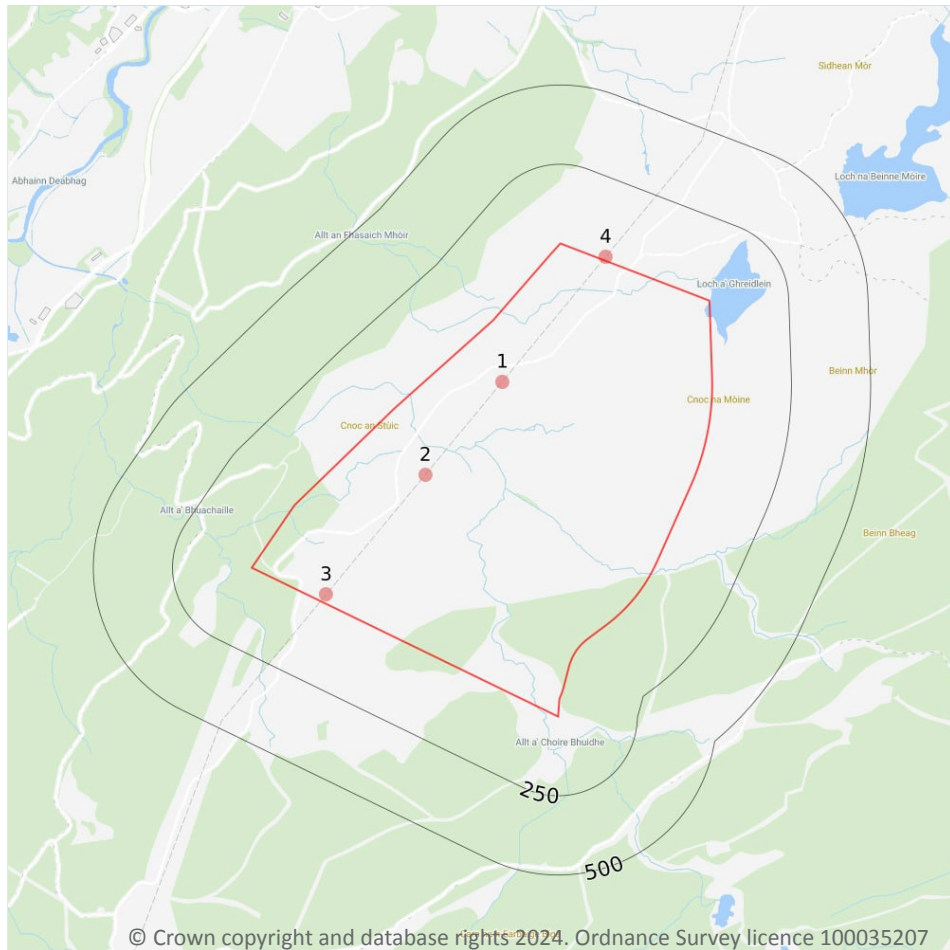 Sìdhean Mòr
Abhainn Deabhag
Loch na Beinne Mòire
Allt an Fhasaich Mhòir
4
Loch a' Ghreidlein
1
Beinn Mhòr
Cnoc na Mòine
Cnoc an Stùic
2
Allt a' Bhuachaille
Beinn Bheag
3
Allt a' Choire Bhuidhe
250
500
© Crown copyright and database rights 2024. Ordnance Survey licence 100035207